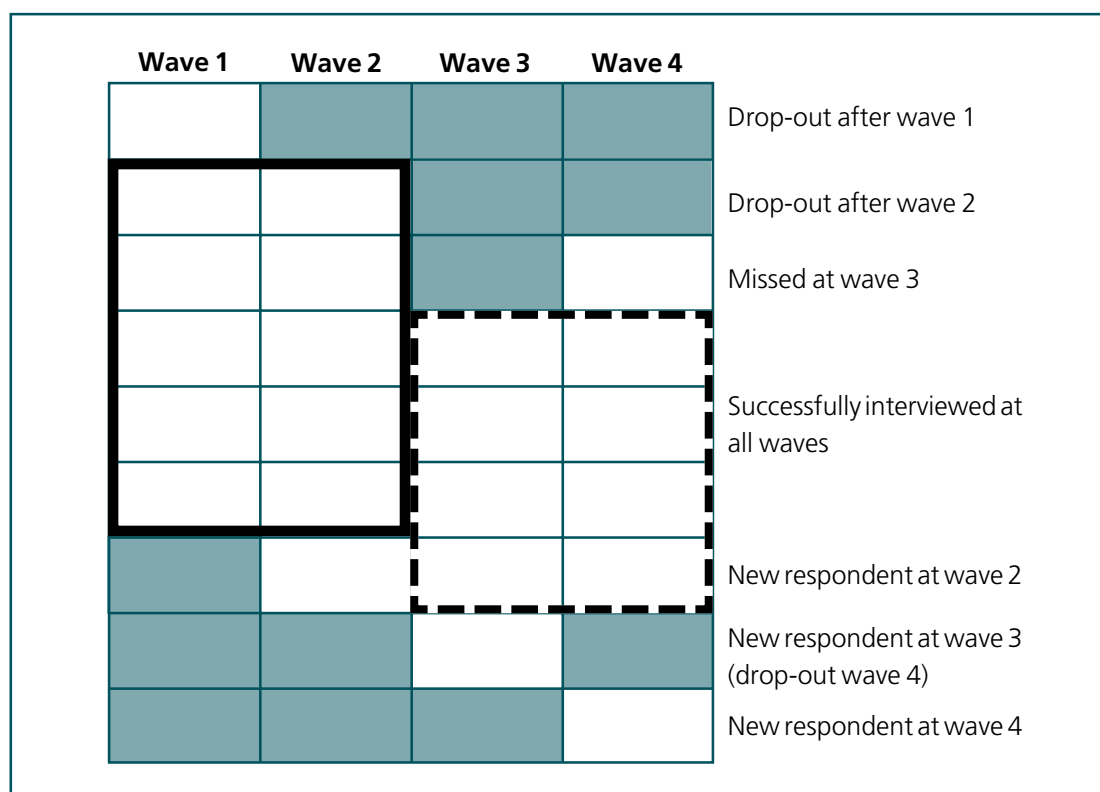 Wave 1 Wave 2 Wave 3 Wave 4
Drop-out after wave 1
Drop-out after wave 2
Missed at wave 3
Successfully interviewed at
all waves
New respondent at wave 2
New respondent at wave 3
(drop-out wave 4)
New respondent at wave 4